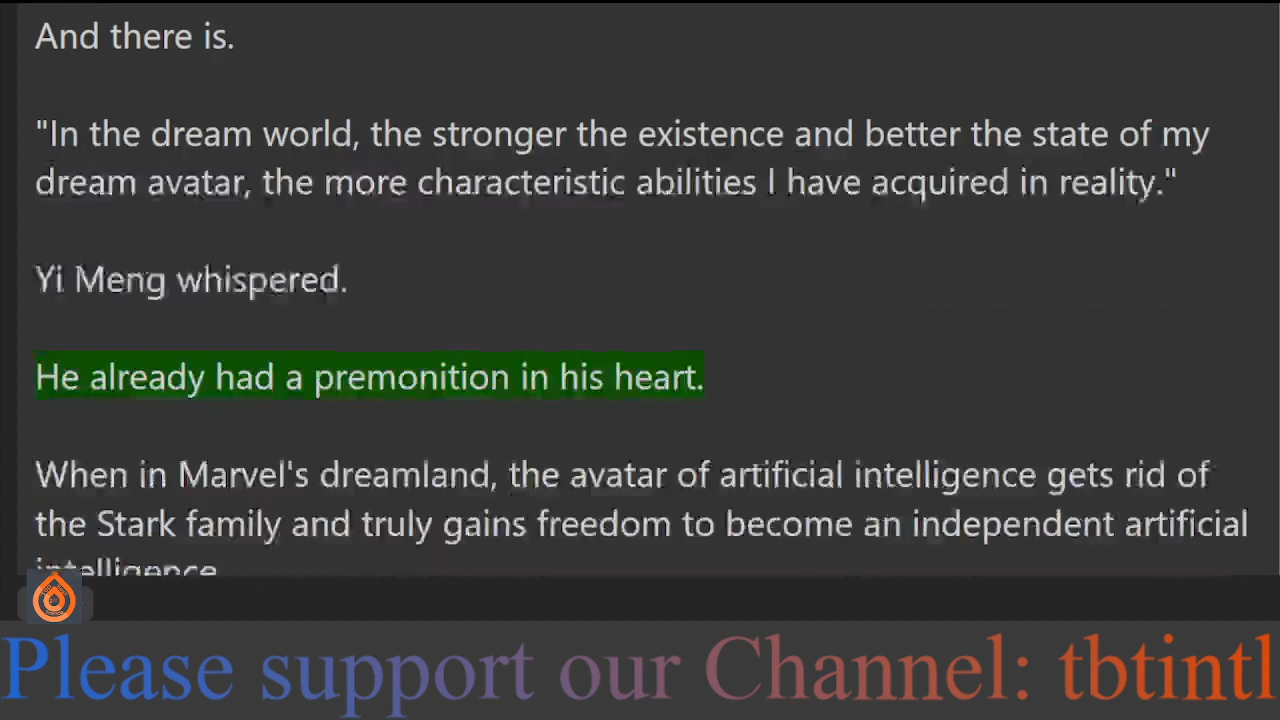 And there is.
"In the dream world, the stronger the existence and better the state of my
dream avatar, the more characteristic abilities I have acquired in reality."
Yi Meng whispered.
He already had a premonition in his heart.
When in Marvel's dreamland, the avatar of artificial intelligence gets rid of
the Stark family and truly gains freedom to become an independent artificial
intelligence
Please support our Channel: tbtintl